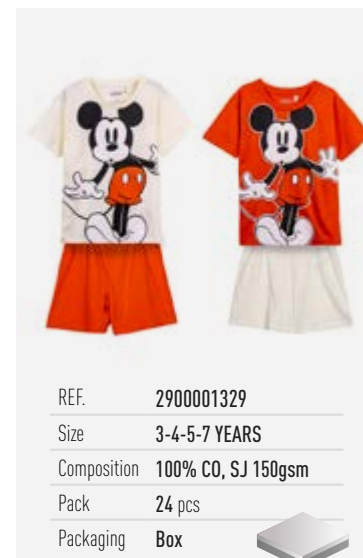 REF. 2900001329
Size 3-4-5-7 YEARS
Composition 100% CO, SJ 150gsm
Pack 24 pcs
Packaging Box